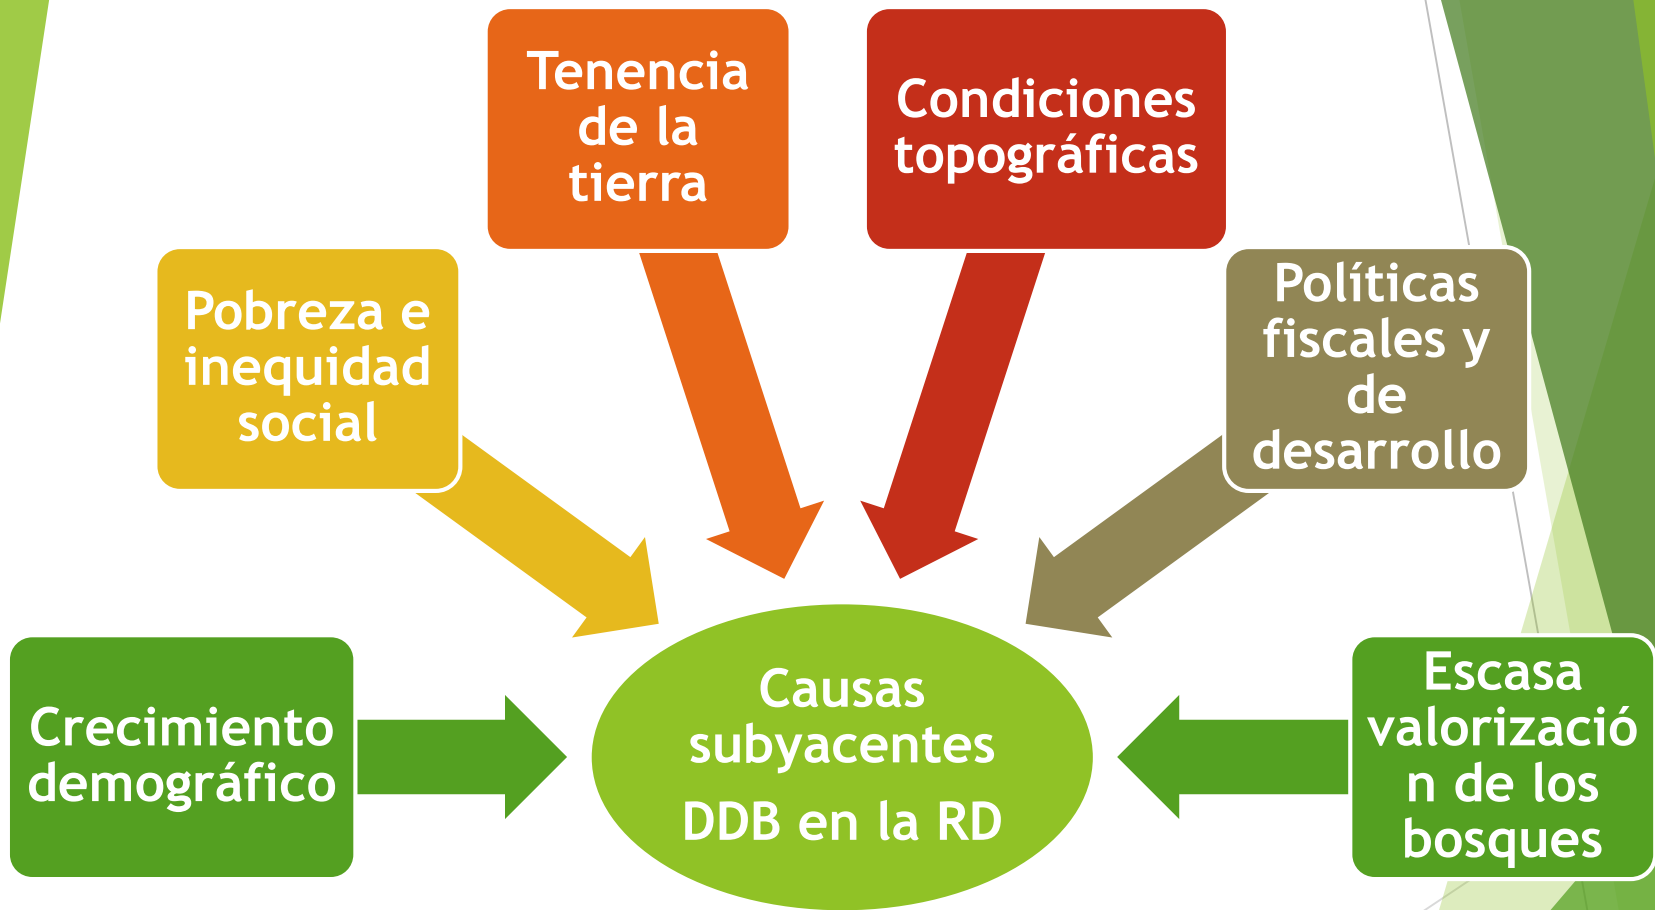 Tenencia
de la
tierra
Condiciones
topográficas
Pobreza e
inequidad
social
Políticas
fiscales y
de
desarrollo
Crecimiento
demográfico
Causas
subyacentes
DDB en la RD
Escasa
valorizació
n de los
bosques